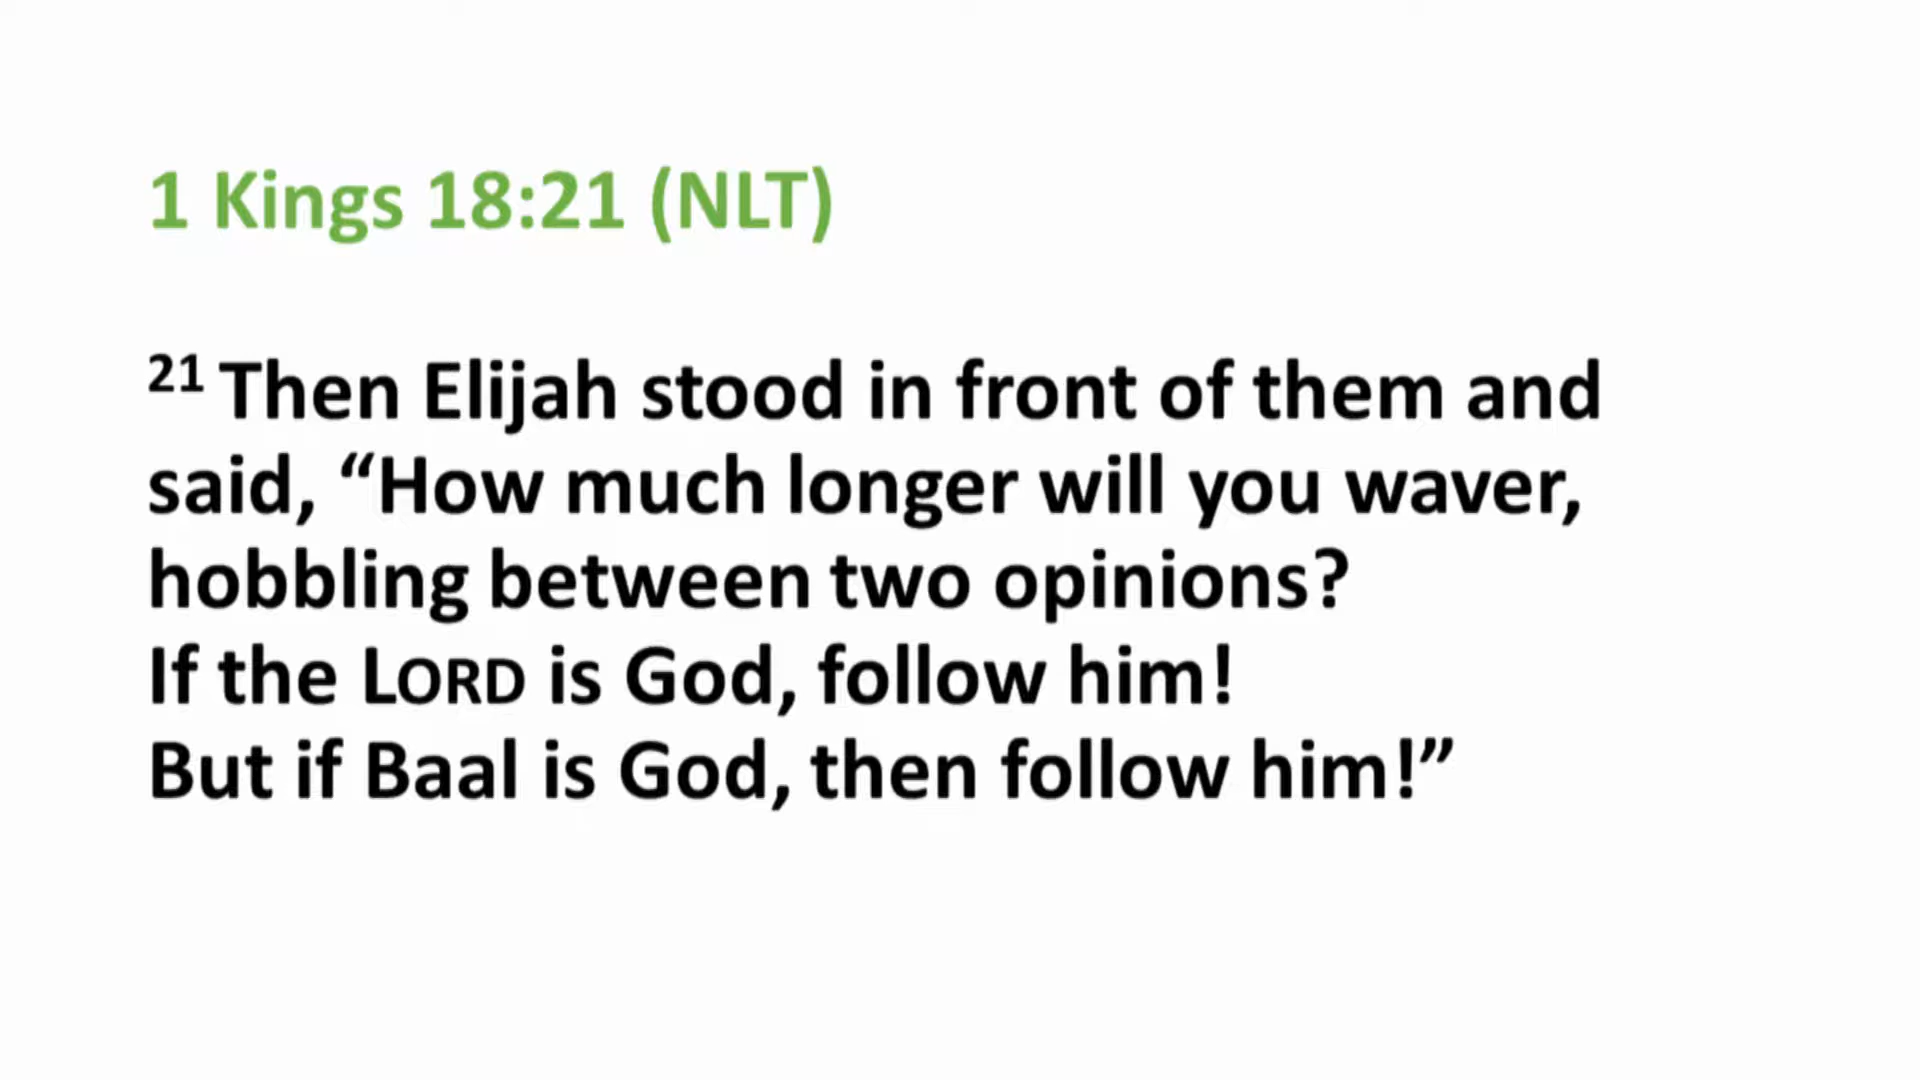 1 Kings 18:21 (NLT)
21 Then Elijah stood in front of them and
said, “How much longer will you waver,
hobbling between two opinions?
If the LORD is God, follow him!
But if Baal is God, then follow him!”